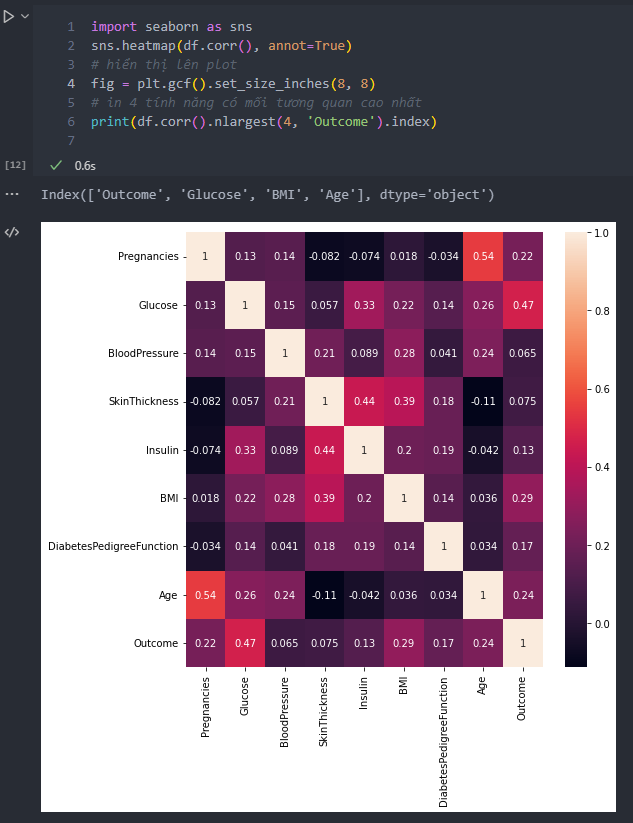 1 import seaborn as sns
2 sns.heatmap(df.corr(), annot=True)
3 # hiển thị lên plot
4 fig = plt.gcf().set_size_inches(8, 8)
5 # in 4 tính năng có mối tương quan cao nhất
6 print(df.corr().nlargest(4, 'Outcome').index)
7
[12] 0.6s
Index(['Outcome', 'Glucose', 'BMI', 'Age'], dtype='object')
Pregnancies 1 0.13 0.14 -0.082 -0.074 0.018 -0.034 0.54 0.22
Glucose 0.13 1 0.15 0.057 0.33 0.22 0.14 0.26 0.47
BloodPressure 0.14 0.15 1 0.21 0.089 0.28 0.041 0.24 0.065
SkinThickness -0.082 0.057 0.21 1 0.44 0.39 0.18 -0.11 0.075
Insulin -0.074 0.33 0.089 0.44 1 0.2 0.19 -0.042 0.13
BMI 0.018 0.22 0.28 0.39 0.2 1 0.14 0.036 0.29
DiabetesPedigreeFunction -0.034 0.14 0.041 0.18 0.19 0.14 1 0.034 0.17
Age 0.54 0.26 0.24 -0.11 -0.042 0.036 0.034 1 0.24
Outcome 0.22 0.47 0.065 0.075 0.13 0.29 0.17 0.24 1
Pregnancies
Glucose
BloodPressure
SkinThickness
Insulin
BMI
DiabetesPedigreeFunction
Age
Outcome
1.0
0.8
0.6
0.4
0.2
0.0